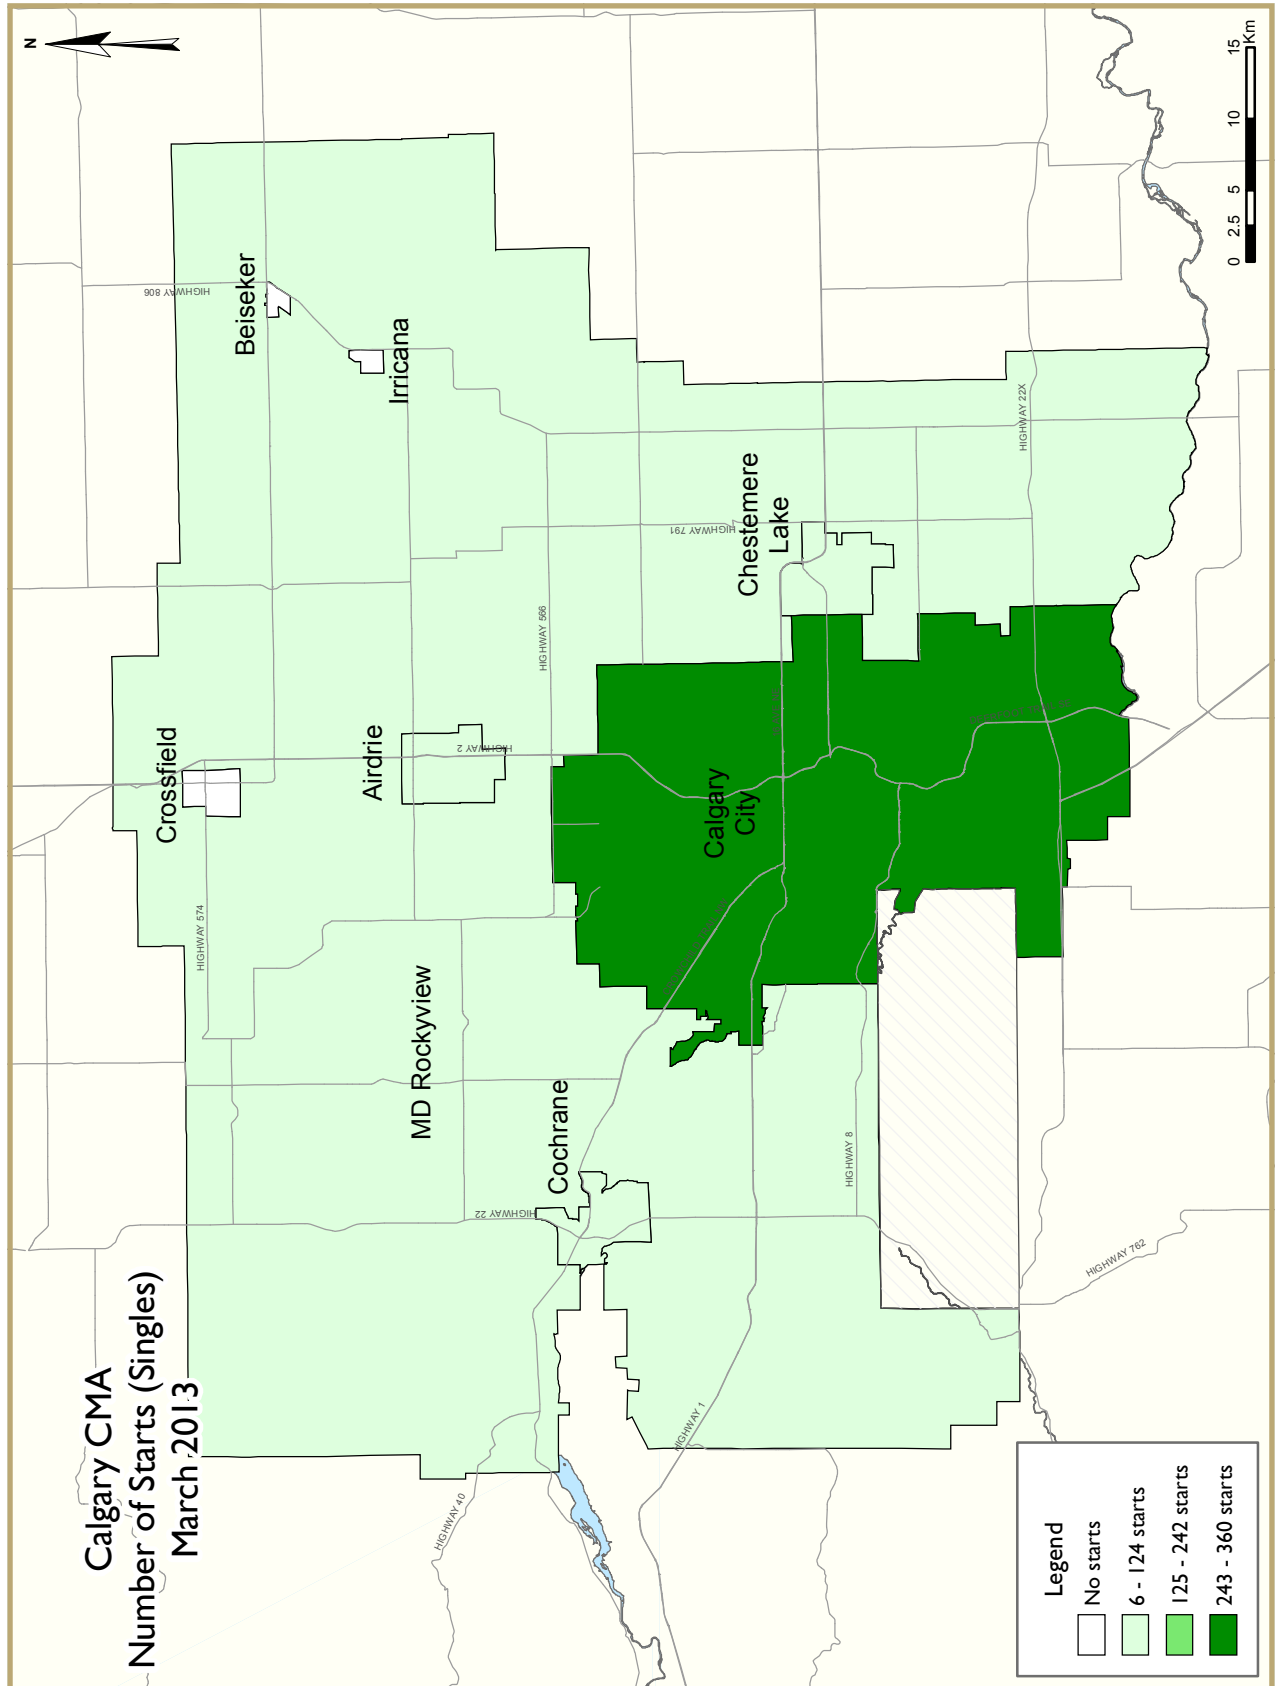 Calgary CMA
Number of Starts (Singles)
March 2013
N
HIGHWAY 806
Beiseker
Irricana
Crossfield
HIGHWAY 574
Airdrie
HIGHWAY 2
HIGHWAY 566
MD Rockyview
Cochrane
HIGHWAY 22
HIGHWAY 40
HIGHWAY 791
Chestemere
Lake
HIGHWAY 22X
Calgary
City
HIGHWAY 8
HIGHWAY 1
HIGHWAY 762
Legend
No starts
6 - 124 starts
125 - 242 starts
243 - 360 starts
0 2.5 5 10 15
Km